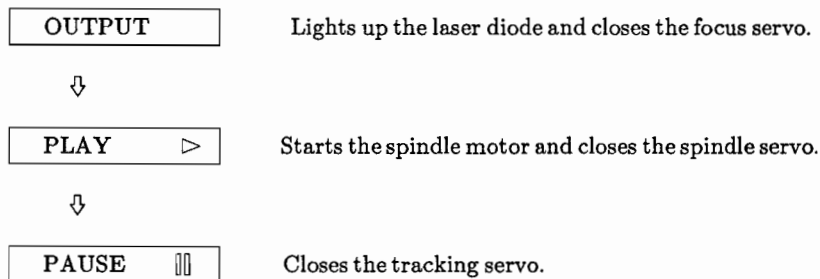 OUTPUT Lights up the laser diode and closes the focus servo.
PLAY ▷ Starts the spindle motor and closes the spindle servo.
PAUSE Closes the tracking servo.